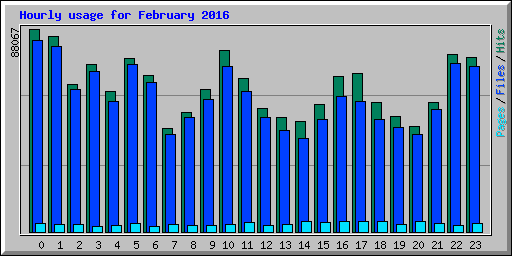 Hourly usage for February 2016
88067
Pages/Files/Hits
0 1 2 3 4 5 6 7 8 9 10 11 12 13 14 15 16 17 18 19 20 21 22 23